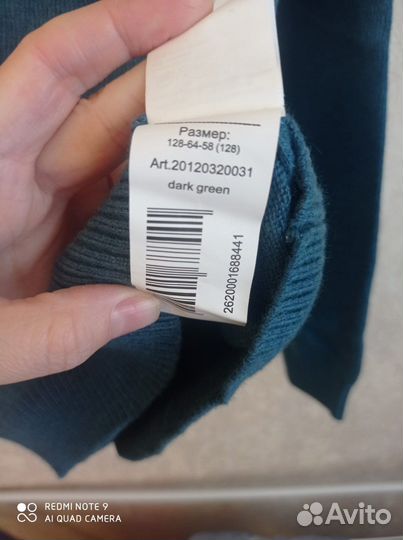 Размер:
128-64-58 (128)
Art.20120320031
dark green
2620001688441
REDMI NOTE 9
AI QUAD CAMERA
Avito